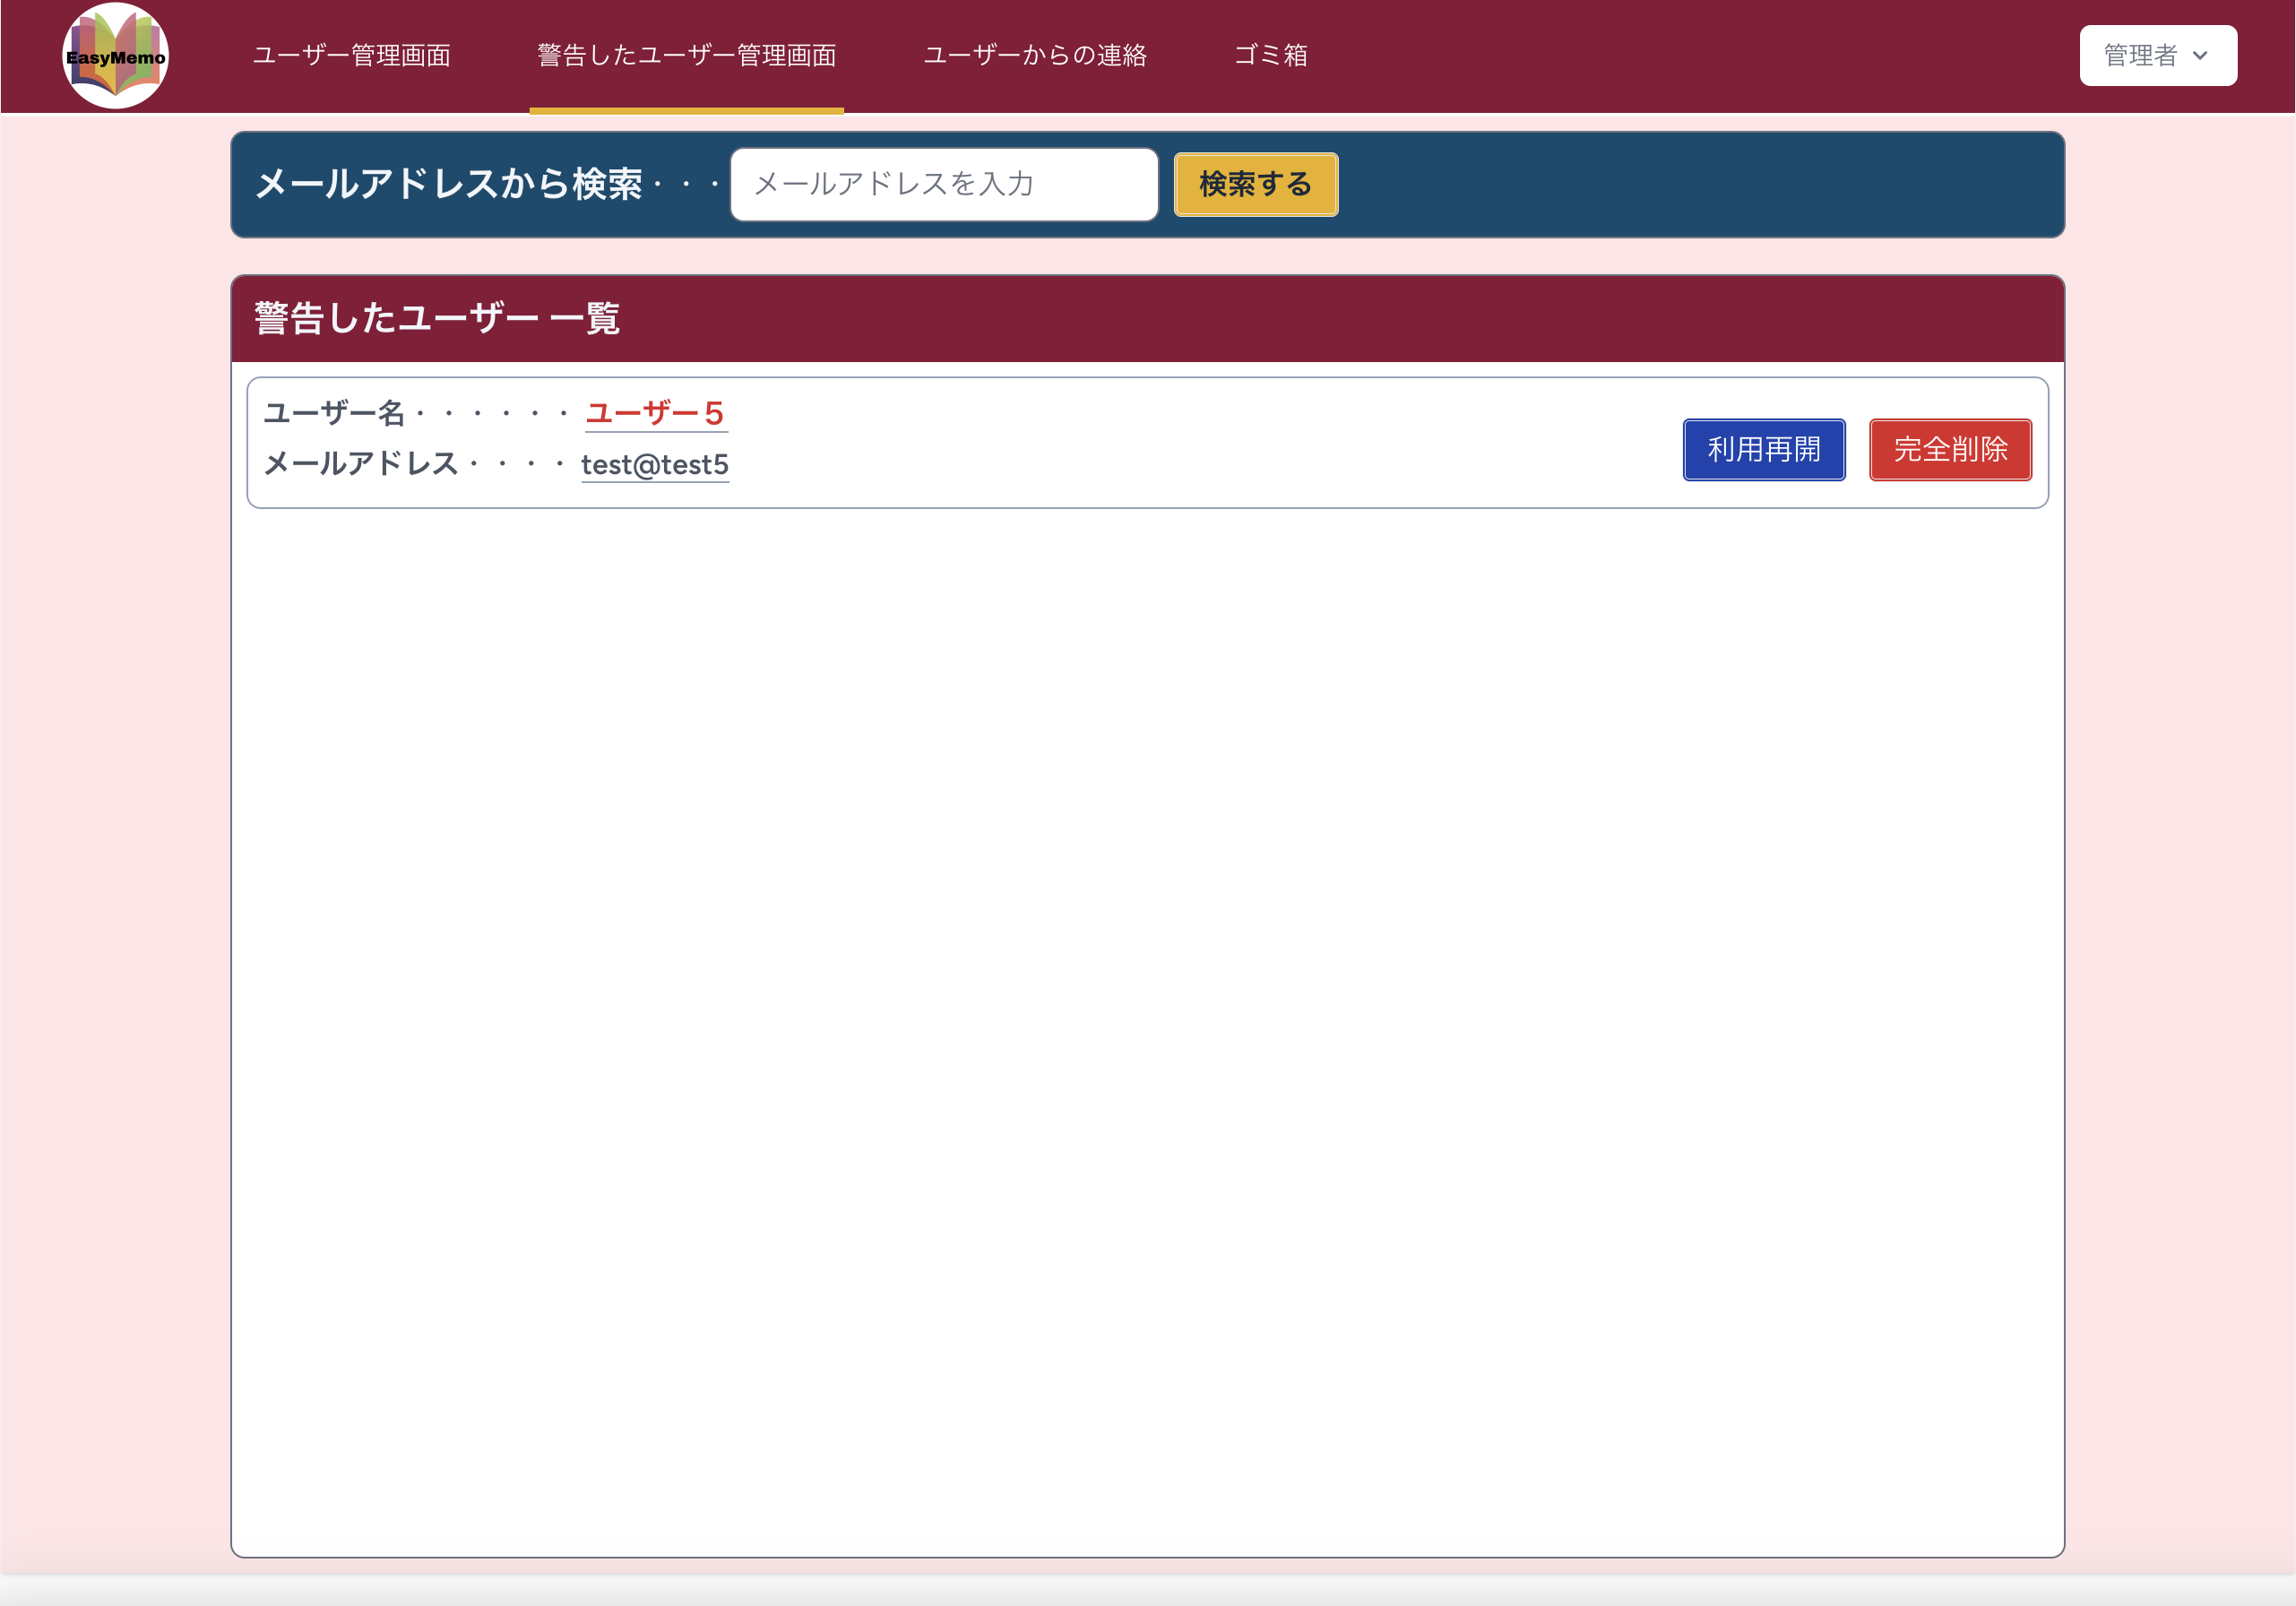 EasyMemo
ユーザー管理画面
警告したユーザー管理画面
ユーザーからの連絡
ゴミ箱
管理者
メールアドレスから検索・・・
メールアドレスを入力
検索する
警告したユーザー 一覧
ユーザー名・・・・・・ ユーザー5
メールアドレス・・・・ test@test5
利用再開
完全削除